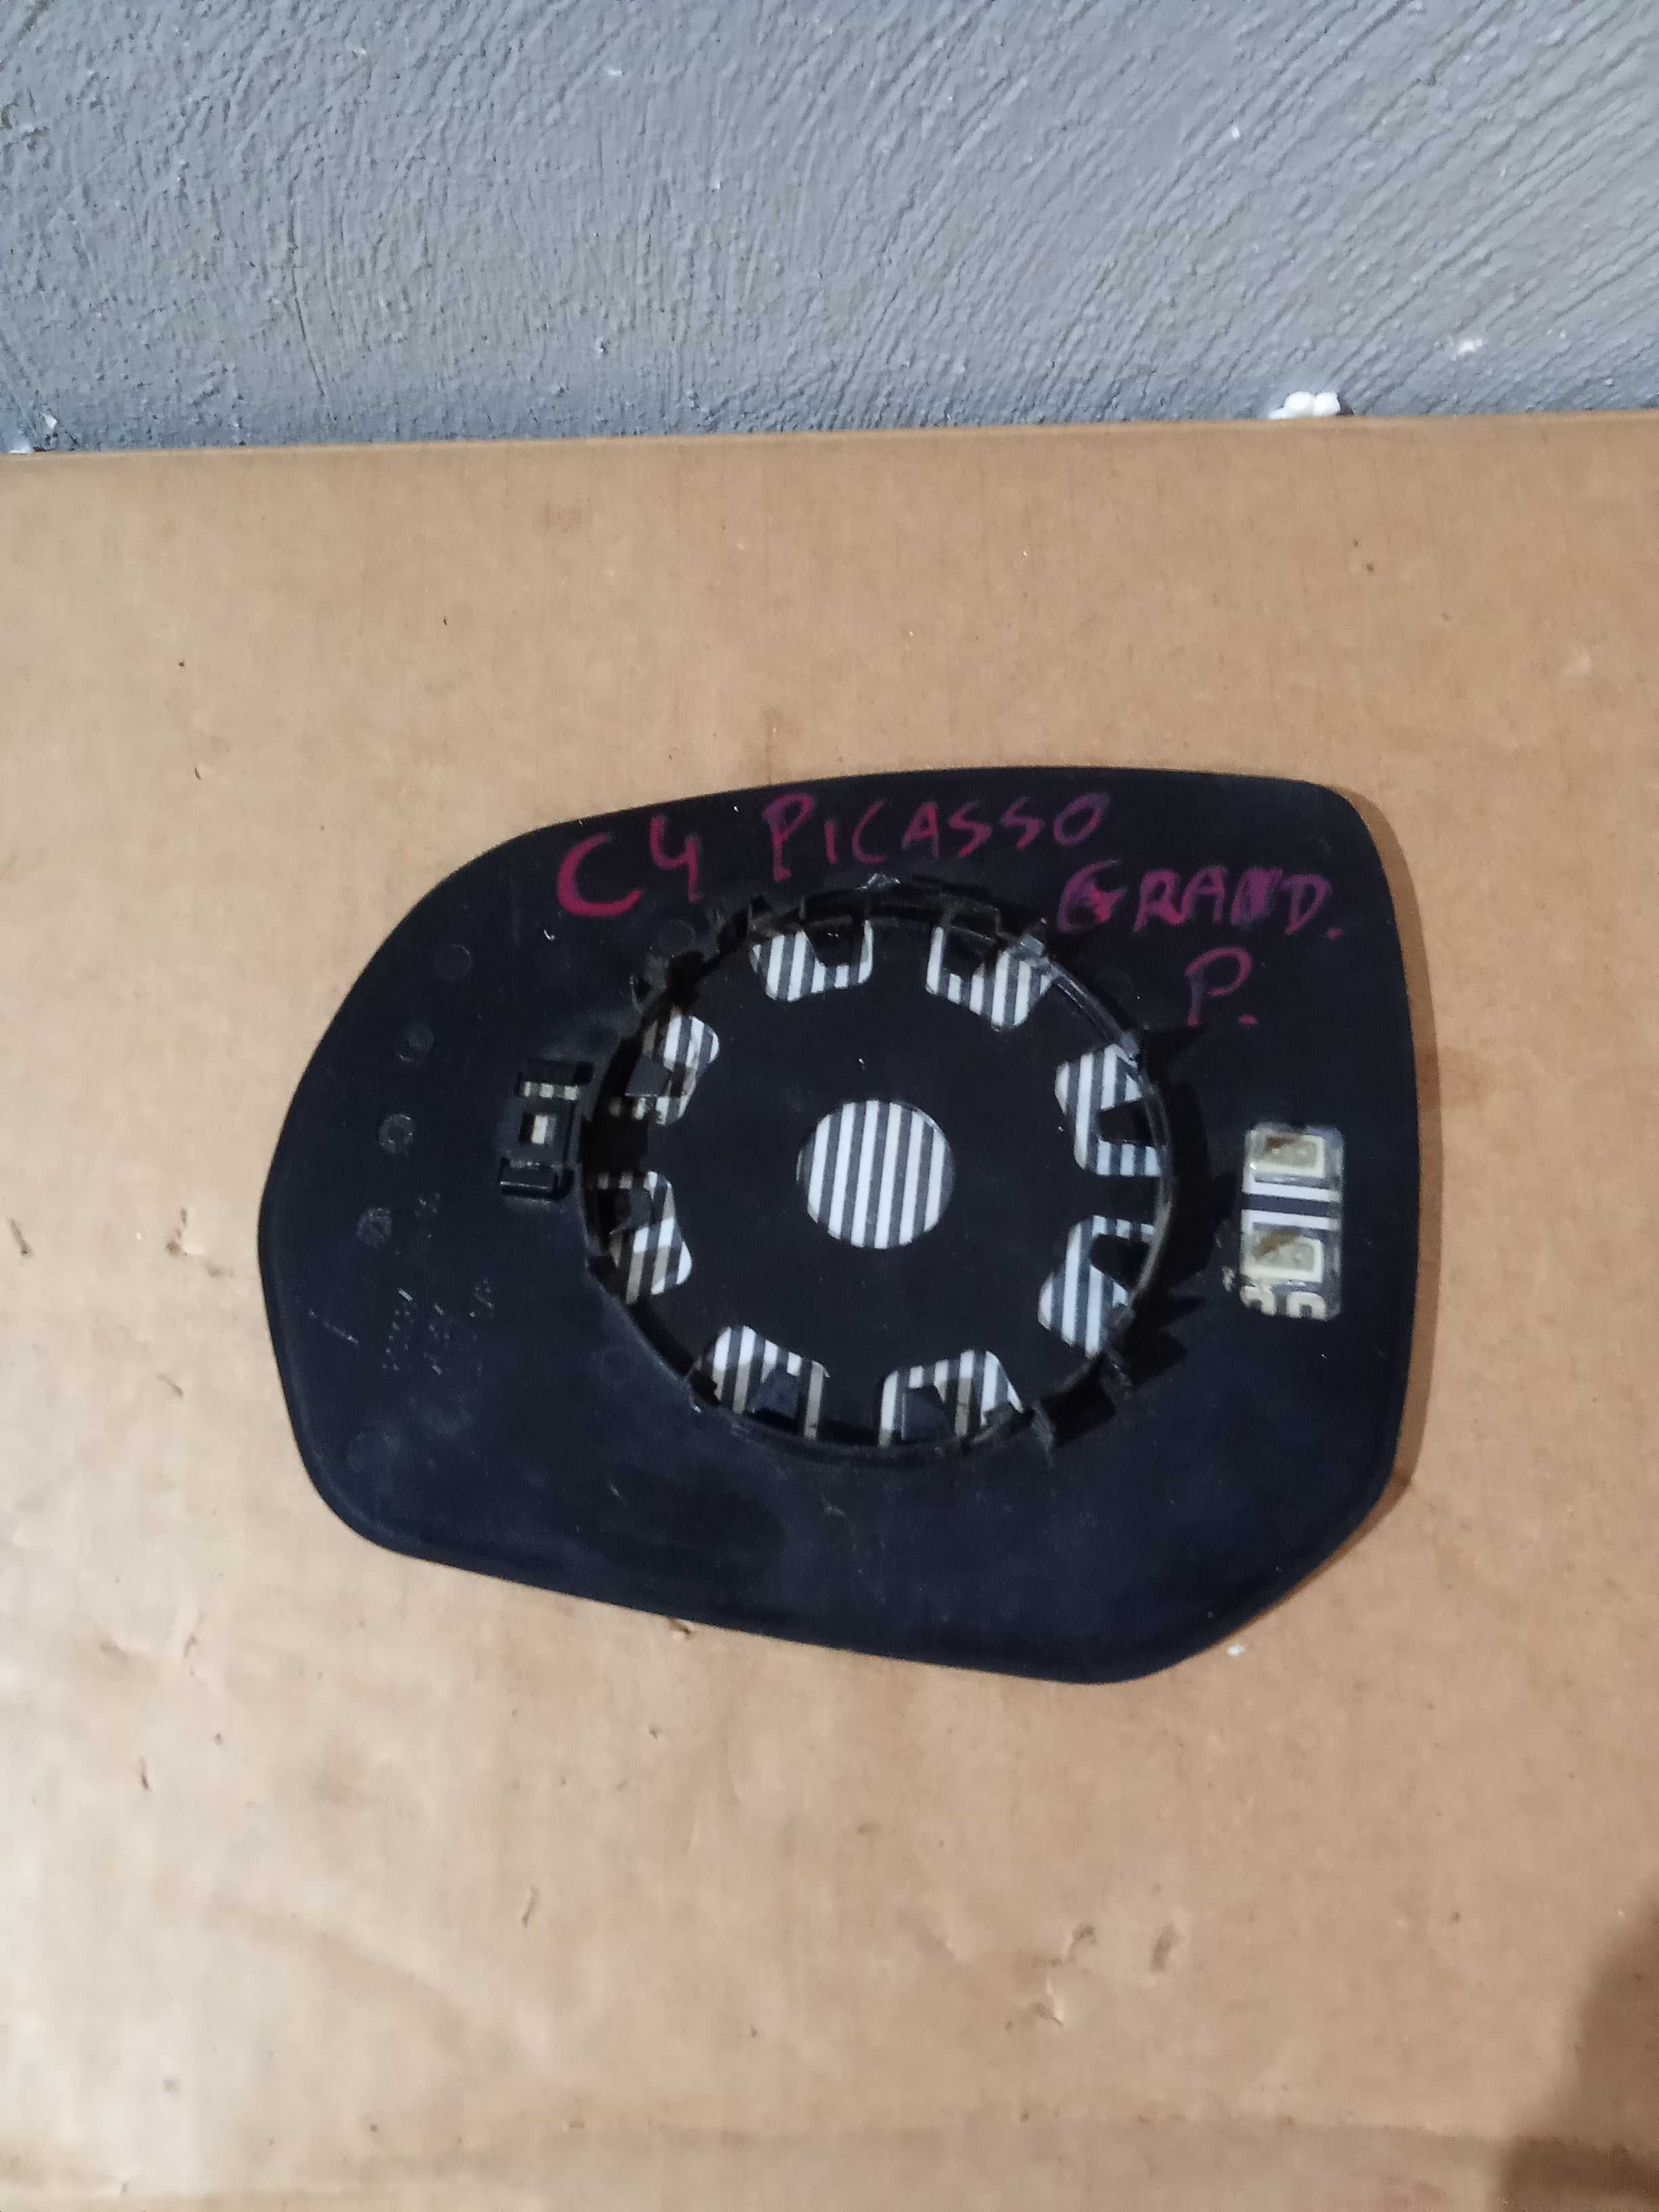 C4 PICASSO
GRAND.
P.